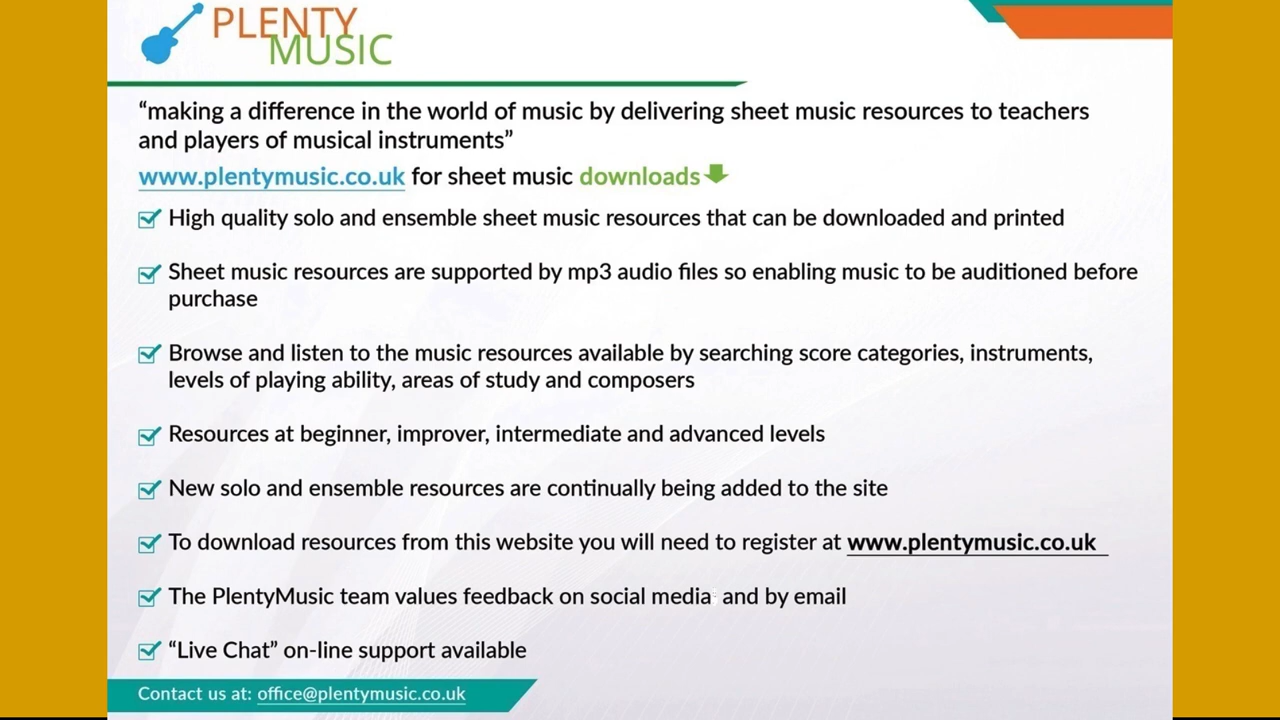 PLENTY
MUSIC
“making a difference in the world of music by delivering sheet music resources to teachers
and players of musical instruments”
www.plentymusic.co.uk for sheet music downloads
High quality solo and ensemble sheet music resources that can be downloaded and printed
Sheet music resources are supported by mp3 audio files so enabling music to be auditioned before
purchase
Browse and listen to the music resources available by searching score categories, instruments,
levels of playing ability, areas of study and composers
Resources at beginner, improver, intermediate and advanced levels
New solo and ensemble resources are continually being added to the site
To download resources from this website you will need to register at www.plentymusic.co.uk
The PlentyMusic team values feedback on social media and by email
“Live Chat” on-line support available
Contact us at: office@plentymusic.co.uk